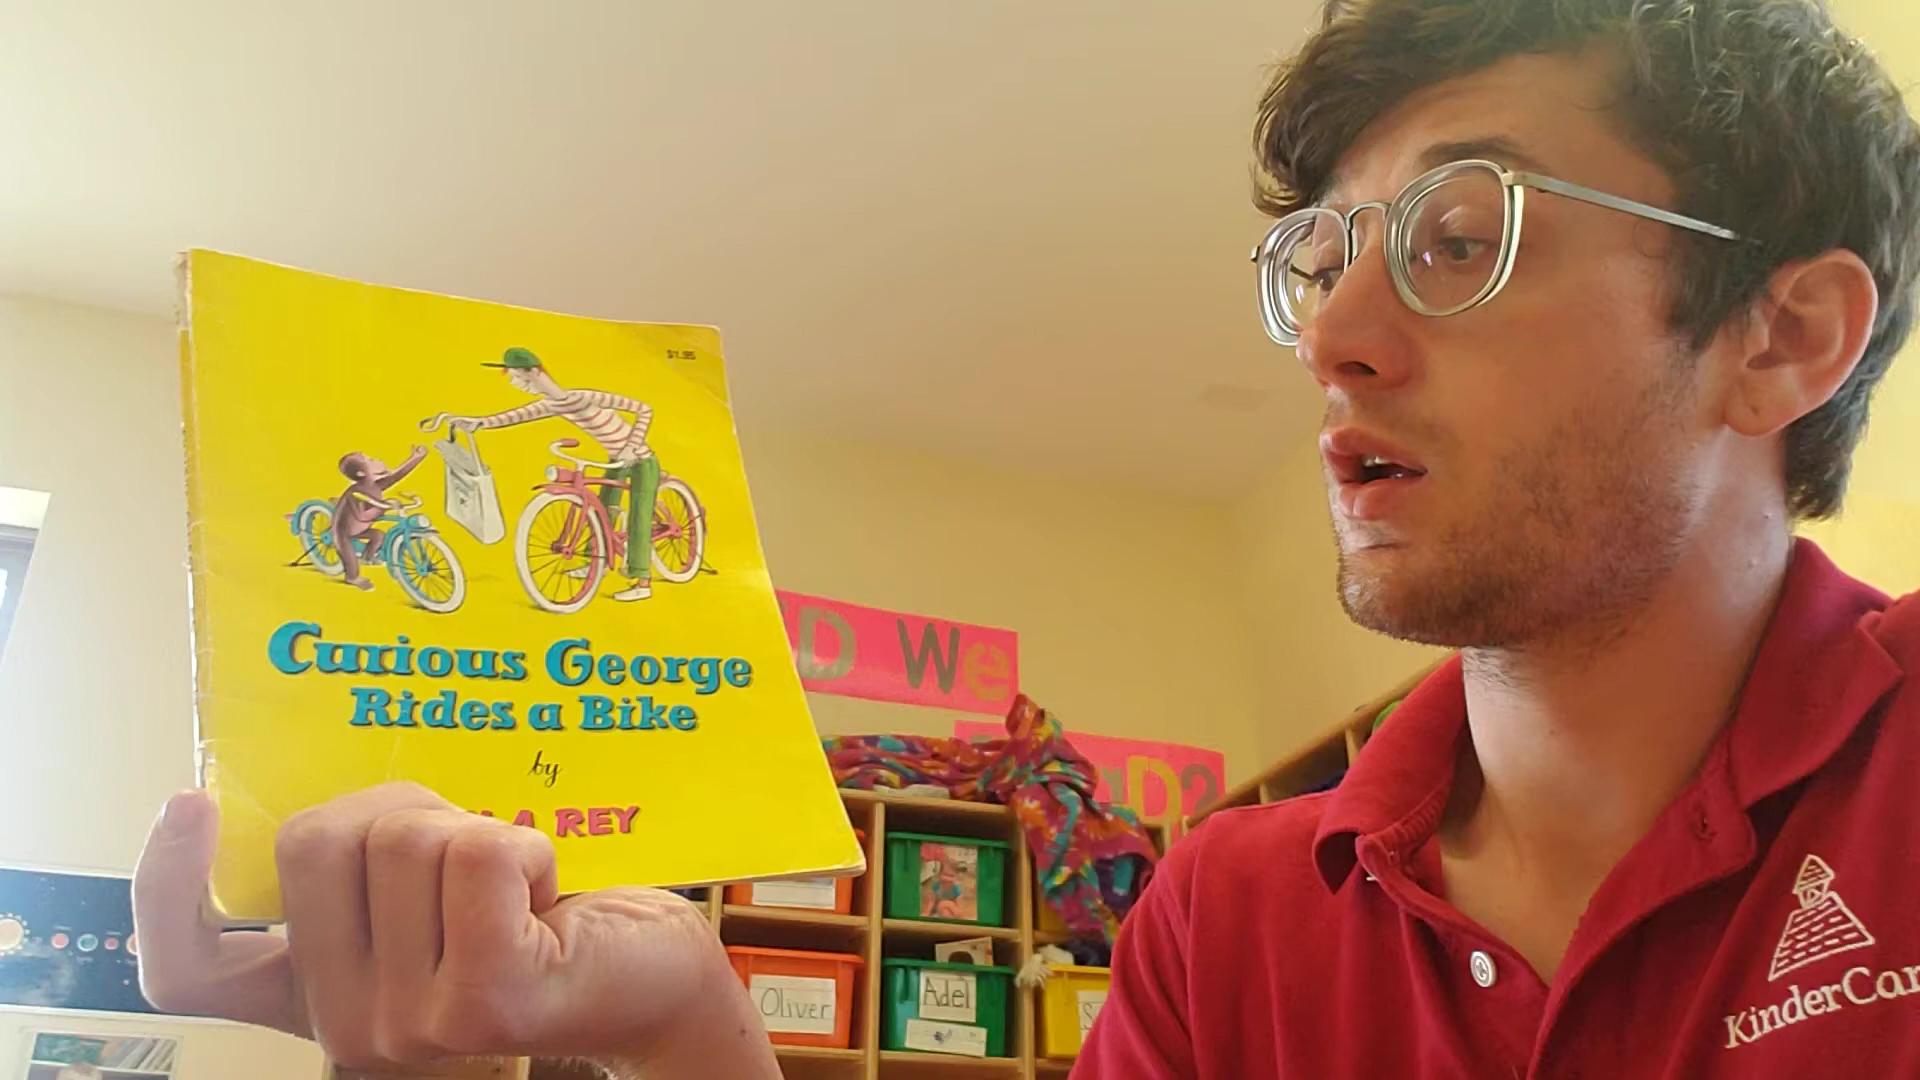 $1.95
Curious George
Rides a Bike
by
A REY
D We
D?
Oliver
Adel
S
KinderCar